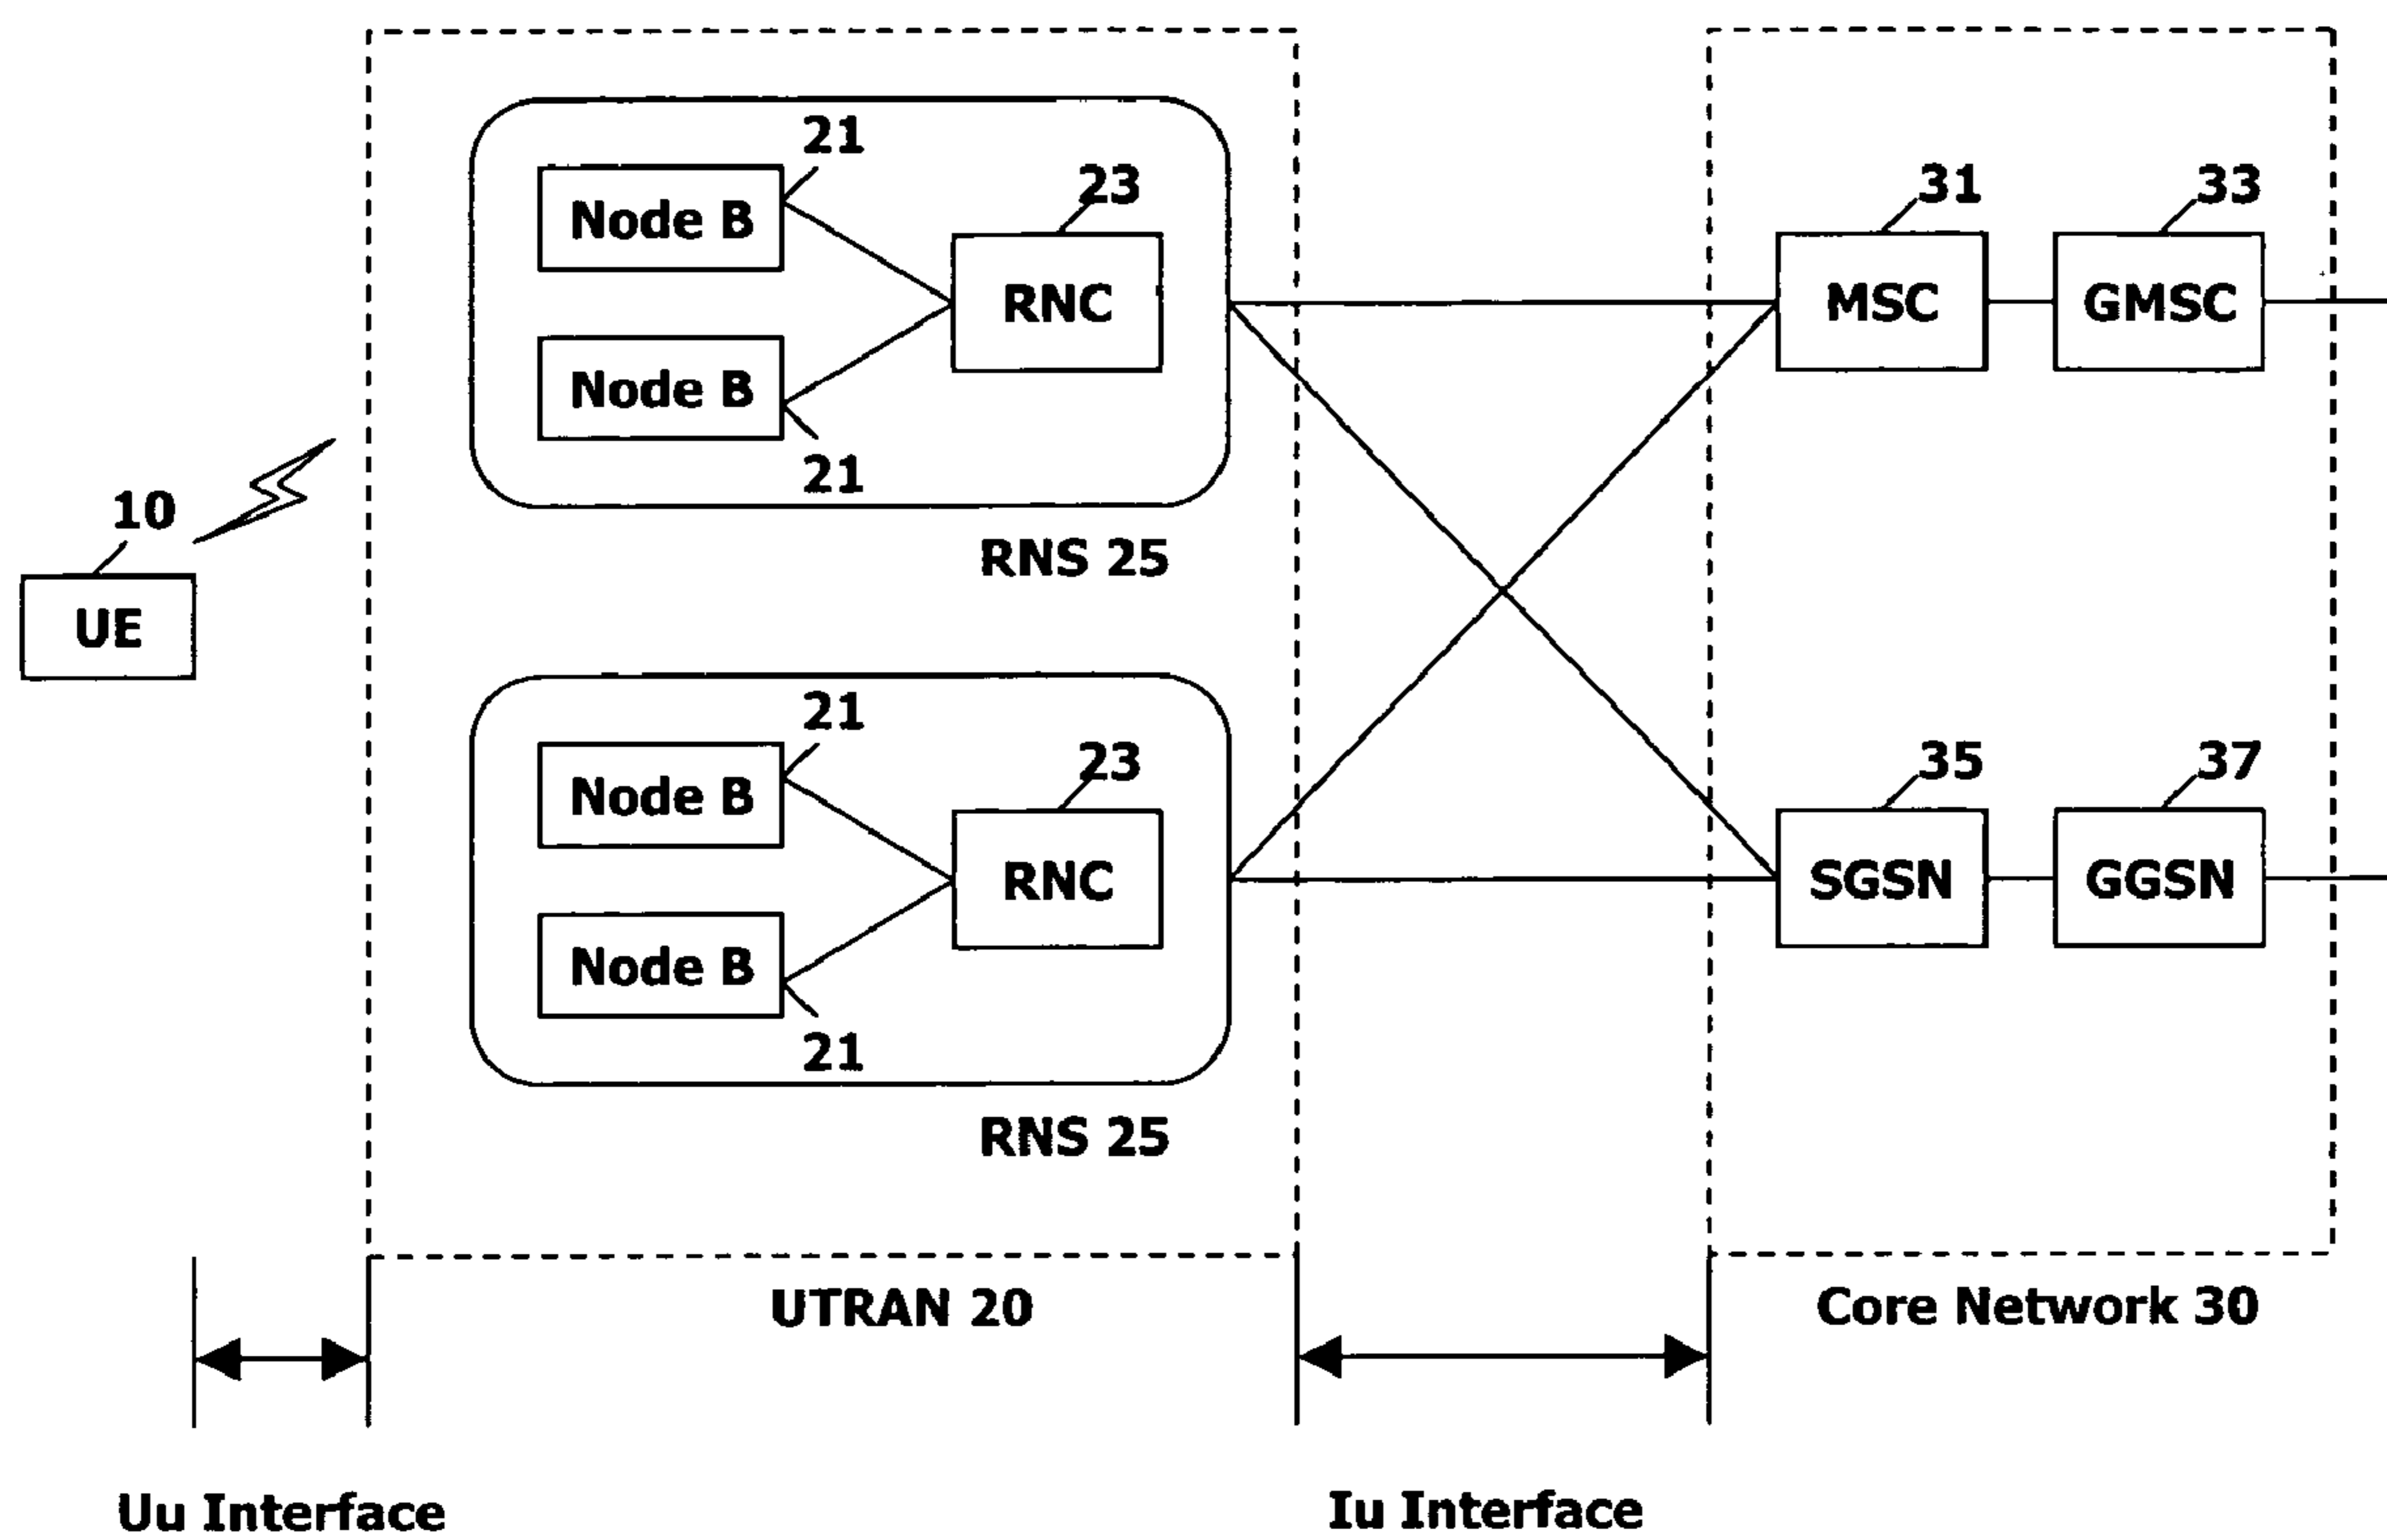 21
Node B
23
RNC
Node B
21
RNS 25
10
UE
21
Node B
23
RNC
Node B
21
RNS 25
31
MSC
33
GMSC
35
SGSN
37
GGSN
UTRAN 20
Core Network 30
Uu Interface
Iu Interface